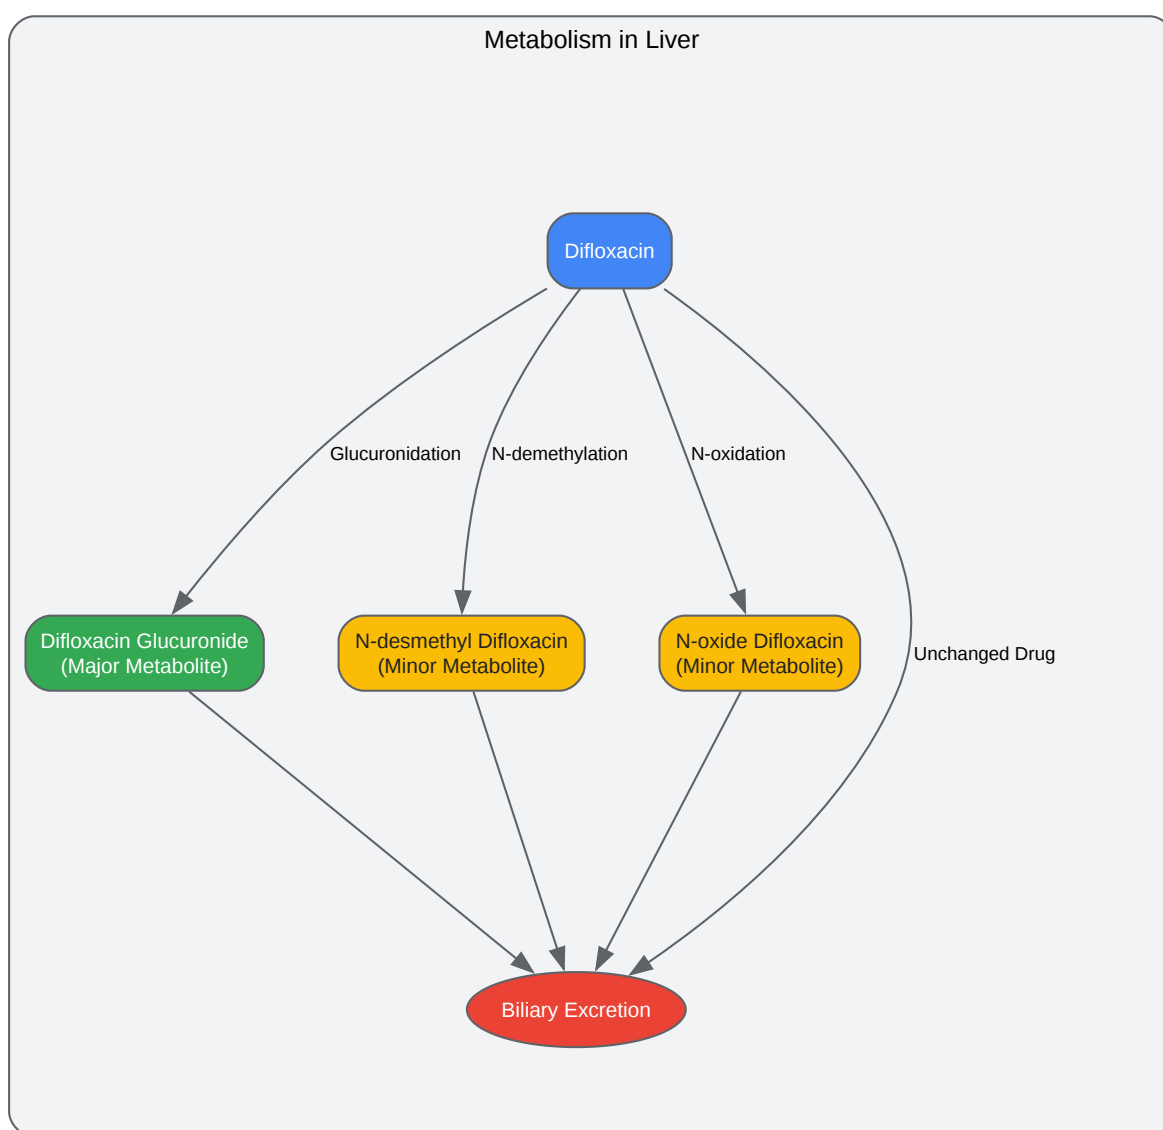 Metabolism in Liver
Difloxacin
Glucuronidation
N-demethylation
N-oxidation
Difloxacin Glucuronide
(Major Metabolite)
N-desmethyl Difloxacin
(Minor Metabolite)
N-oxide Difloxacin
(Minor Metabolite)
Unchanged Drug
Biliary Excretion